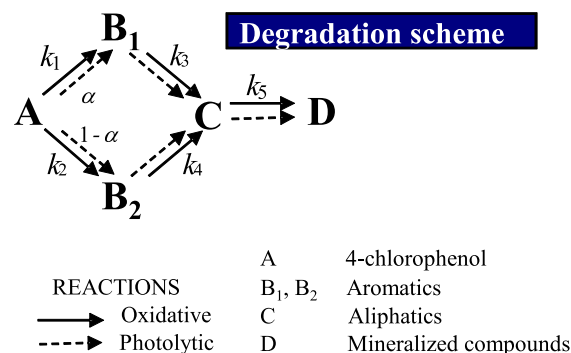 Degradation scheme
B1
k1
k3
α
A
C
k5
D
1 - α
k2
k4
B2
A 4-chlorophenol
REACTIONS B1, B2 Aromatics
Oxidative C Aliphatics
Photolytic D Mineralized compounds